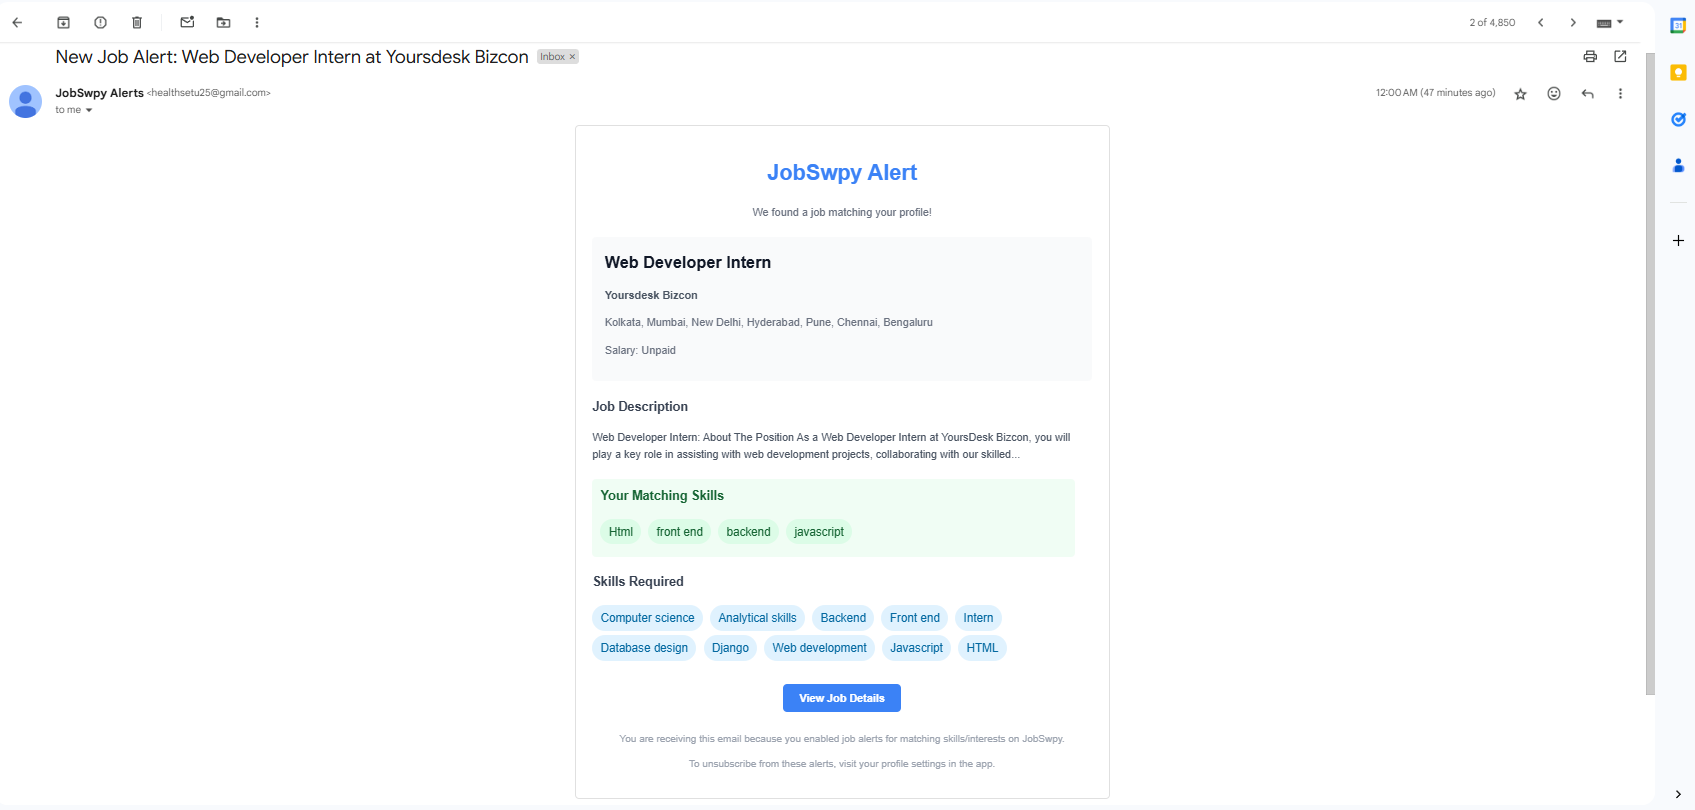 2 of 4,850
New Job Alert: Web Developer Intern at Yoursdesk Bizcon Inbox ×
JobSwpy Alerts <healthsetu25@gmail.com> 12:00 AM (47 minutes ago)
to me
JobSwpy Alert
We found a job matching your profile!
Web Developer Intern
Yoursdesk Bizcon
Kolkata, Mumbai, New Delhi, Hyderabad, Pune, Chennai, Bengaluru
Salary: Unpaid
Job Description
Web Developer Intern: About The Position As a Web Developer Intern at YoursDesk Bizcon, you will
play a key role in assisting with web development projects, collaborating with our skilled...
Your Matching Skills
Html front end backend javascript
Skills Required
Computer science Analytical skills Backend Front end Intern
Database design Django Web development Javascript HTML
View Job Details
You are receiving this email because you enabled job alerts for matching skills/interests on JobSwpy.
To unsubscribe from these alerts, visit your profile settings in the app.
31